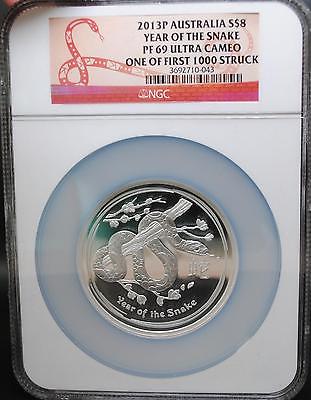 2013P AUSTRALIA S$8
YEAR OF THE SNAKE
PF 69 ULTRA CAMEO
ONE OF FIRST 1000 STRUCK
3692710-043
NGC
蛇
Year of the Snake